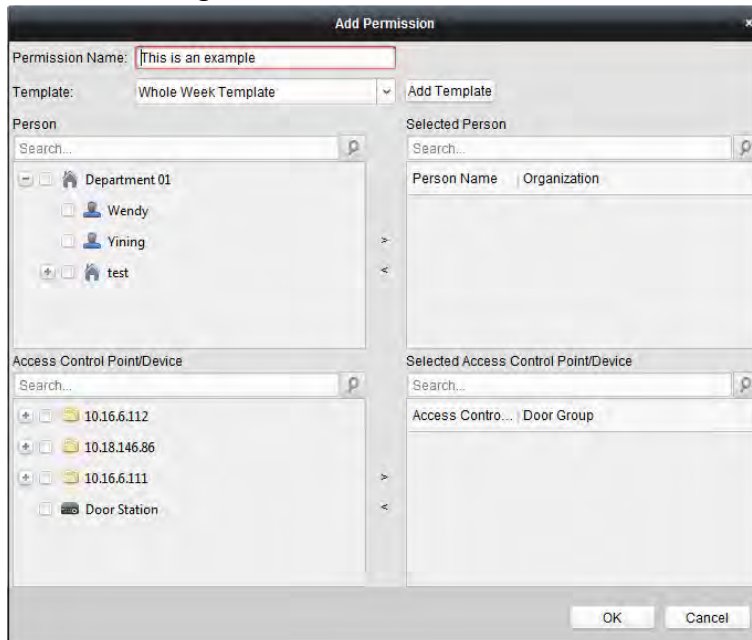 Add Permission
Permission Name: This is an example
Template: Whole Week Template Add Template
Person Selected Person
Search... Search...
Department 01 Person Name Organization
Wendy
Yining
>
test
<
Access Control Point/Device Selected Access Control Point/Device
Search... Search...
10.16.6.112 Access Contro... Door Group
10.18.146.86
10.16.6.111
>
Door Station
<
OK Cancel